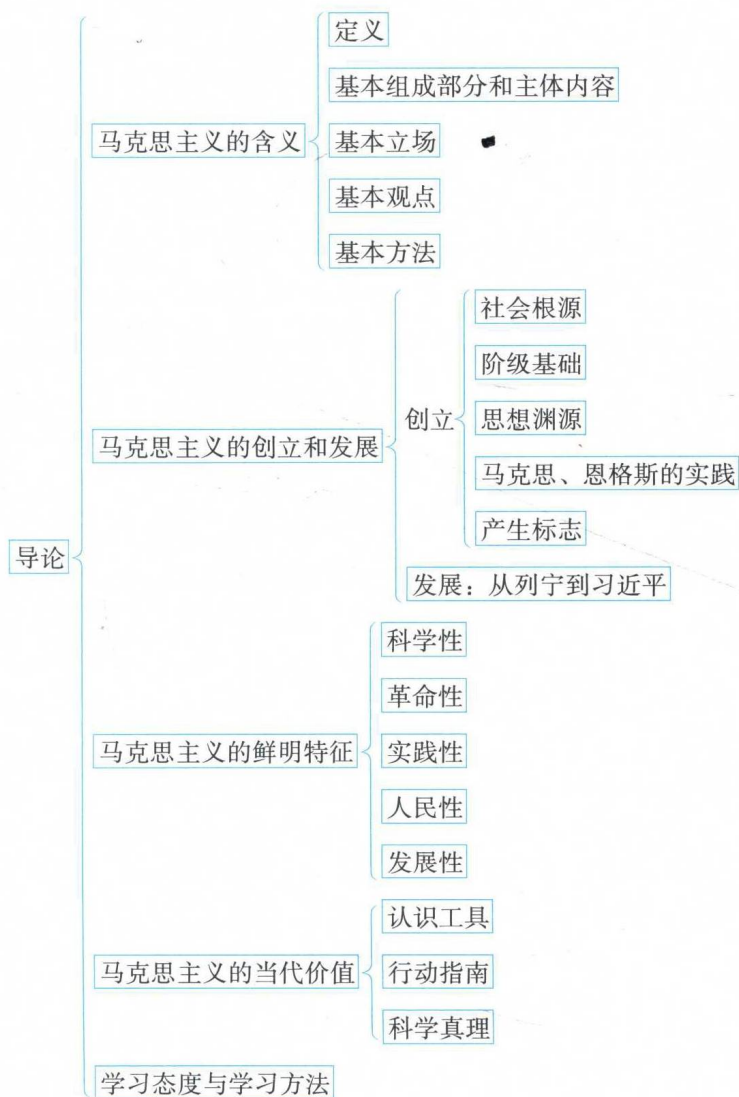 导论
马克思主义的含义
定义
基本组成部分和主体内容
基本立场
基本观点
基本方法
马克思主义的创立和发展
创立
社会根源
阶级基础
思想渊源
马克思、恩格斯的实践
产生标志
发展：从列宁到习近平
马克思主义的鲜明特征
科学性
革命性
实践性
人民性
发展性
马克思主义的当代价值
认识工具
行动指南
科学真理
学习态度与学习方法